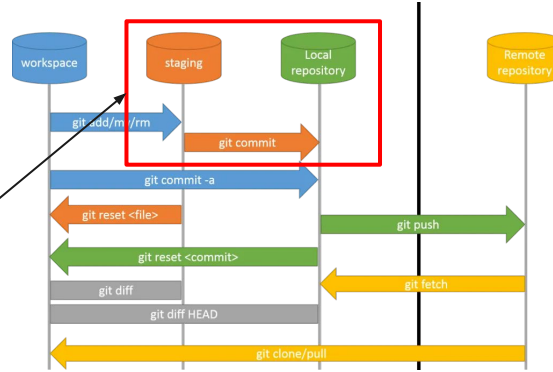 workspace
staging
Local
repository
Remote
repository
git add/mv/rm
git commit
git commit -a
git reset <file>
git push
git reset <commit>
git fetch
git diff
git diff HEAD
git clone/pull